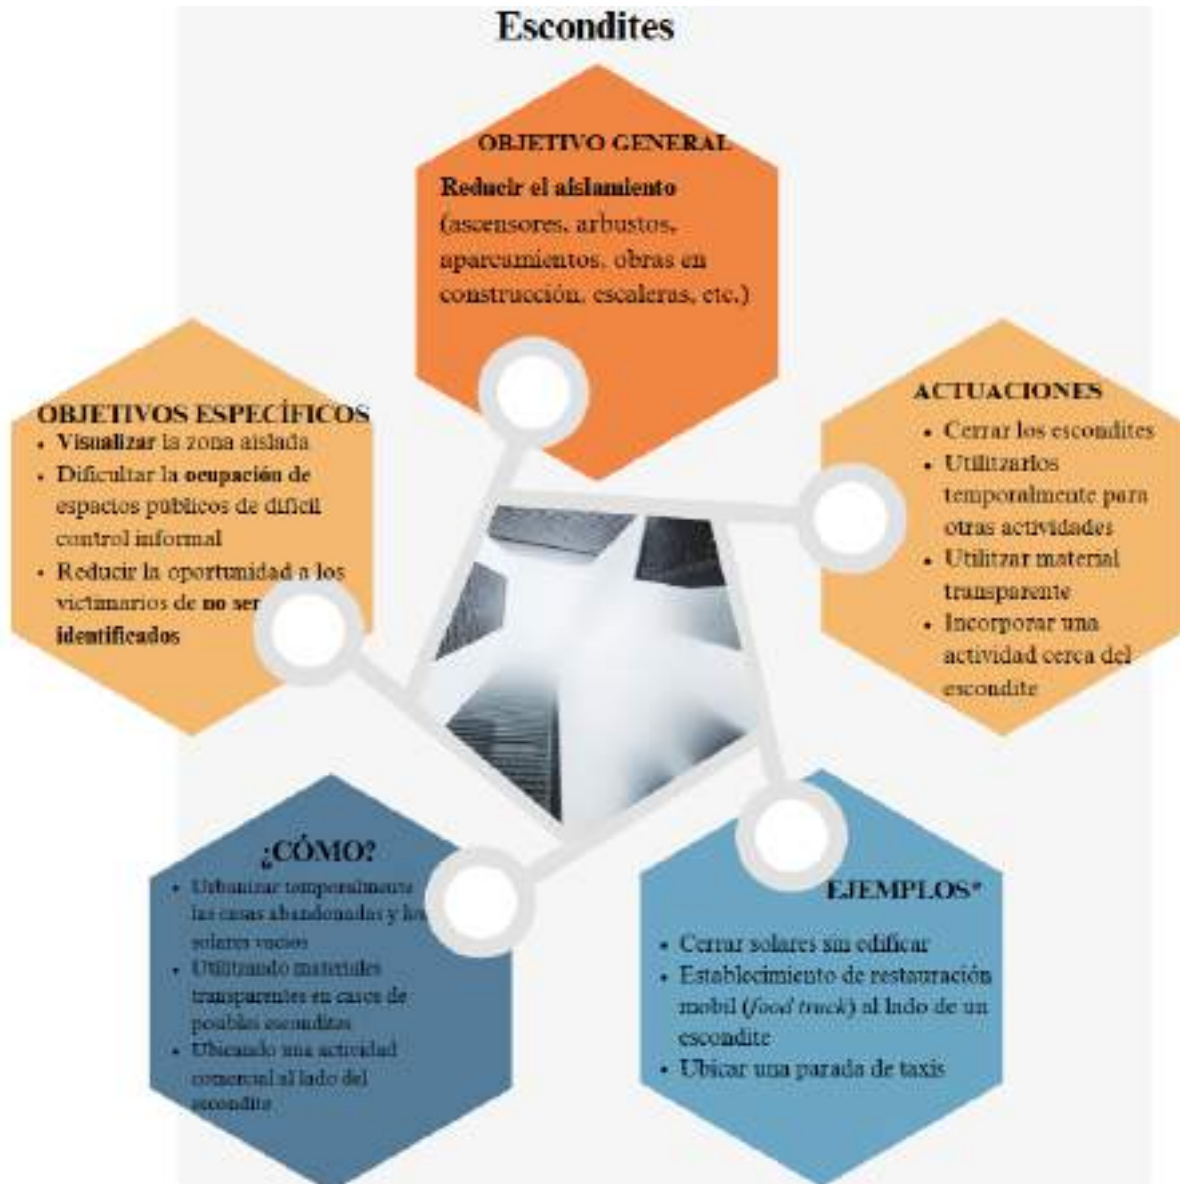 Escondites
OBJETIVO GENERAL
Reducir el aislamiento
(ascensores, arbustos,
aparcamientos, obras en
construcción, escaleras, etc.)
OBJETIVOS ESPECÍFICOS
• Visualizar la zona aislada
• Dificultar la ocupación de
espacios públicos de difícil
control informal
• Reducir la oportunidad a los
victimarios de no ser
identificados
ACTUACIONES
• Cerrar los escondites
• Utilitzarlos
temporalmente para
otras actividades
• Utilitzar material
transparente
• Incorporar una
actividad cerca del
escondite
¿CÓMO?
• Urbanizar temporalmente
las casas abandonadas y los
solares vacíos
• Utilitzando materiales
transparentes en casos de
posibles escondites
• Ubicando una actividad
comercial al lado del
escondite
EJEMPLOS*
• Cerrar solares sin edificar
• Establecimiento de restauración
mobil (food truck) al lado de un
escondite
• Ubicar una parada de taxis